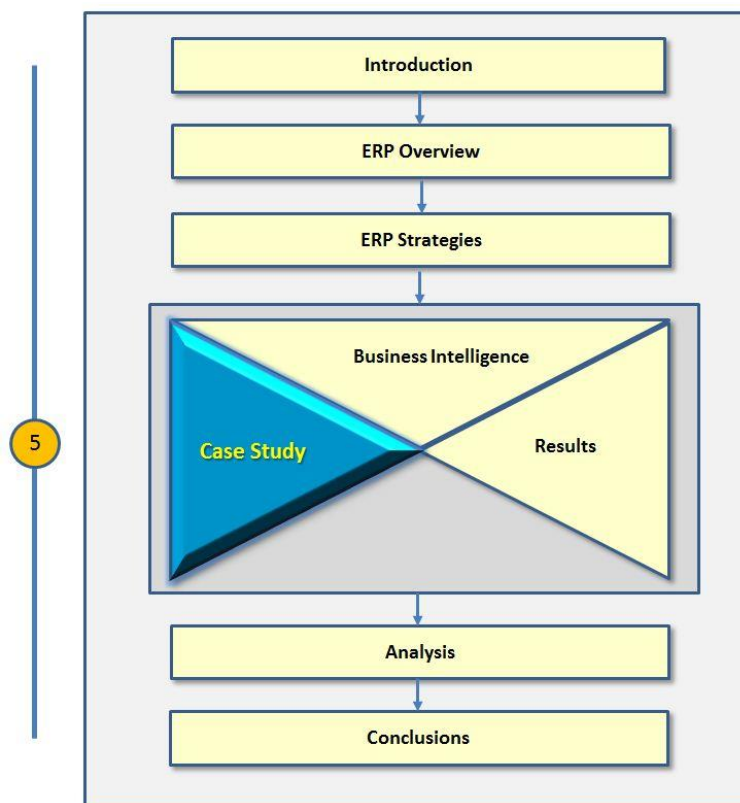 Introduction
ERP Overview
ERP Strategies
Business Intelligence
Case Study
Results
5
Analysis
Conclusions